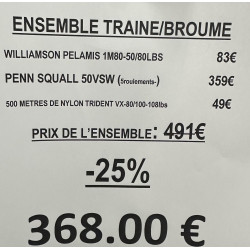 ENSEMBLE TRAINE/BROUME
WILLIAMSON PELAMIS 1M80-50/80LBS 83€
PENN SQUALL 50VSW (5roulements-) 359€
500 METRES DE NYLON TRIDENT VX-80/100-108lbs 49€
PRIX DE L'ENSEMBLE: 491€
-25%
368.00 €